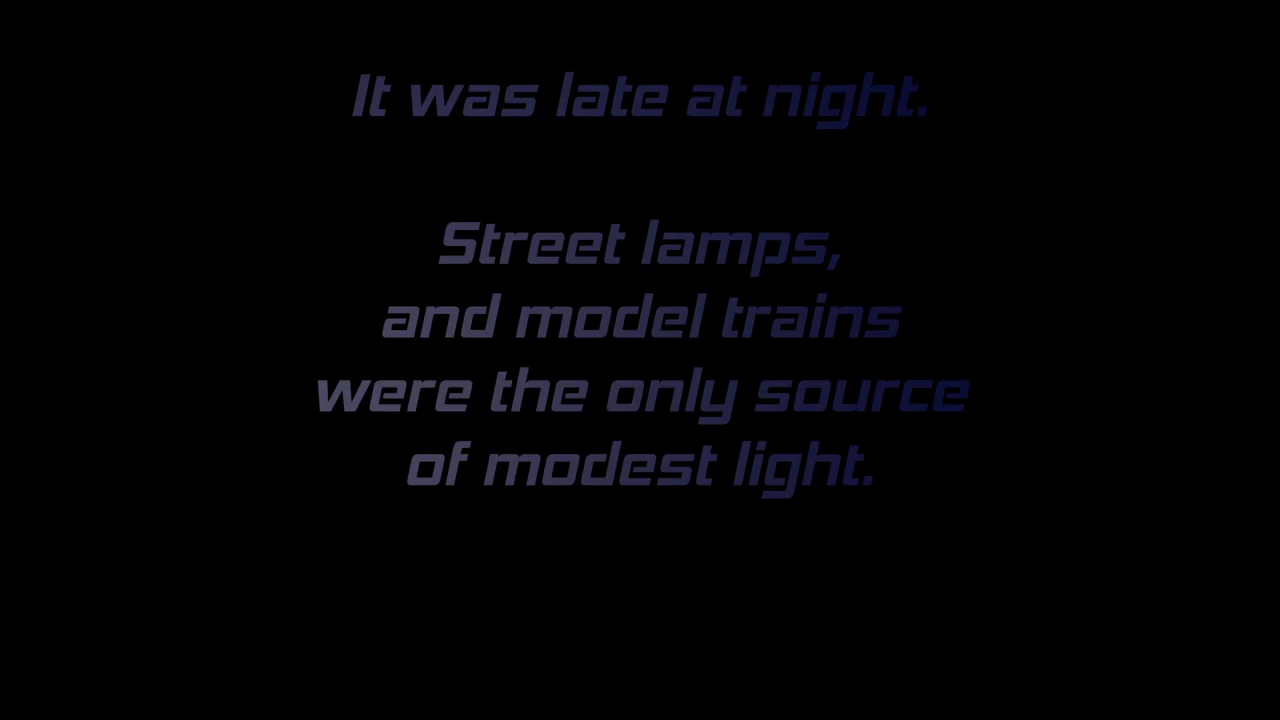 It was late at night.
Street lamps,
and model trains
were the only source
of modest light.